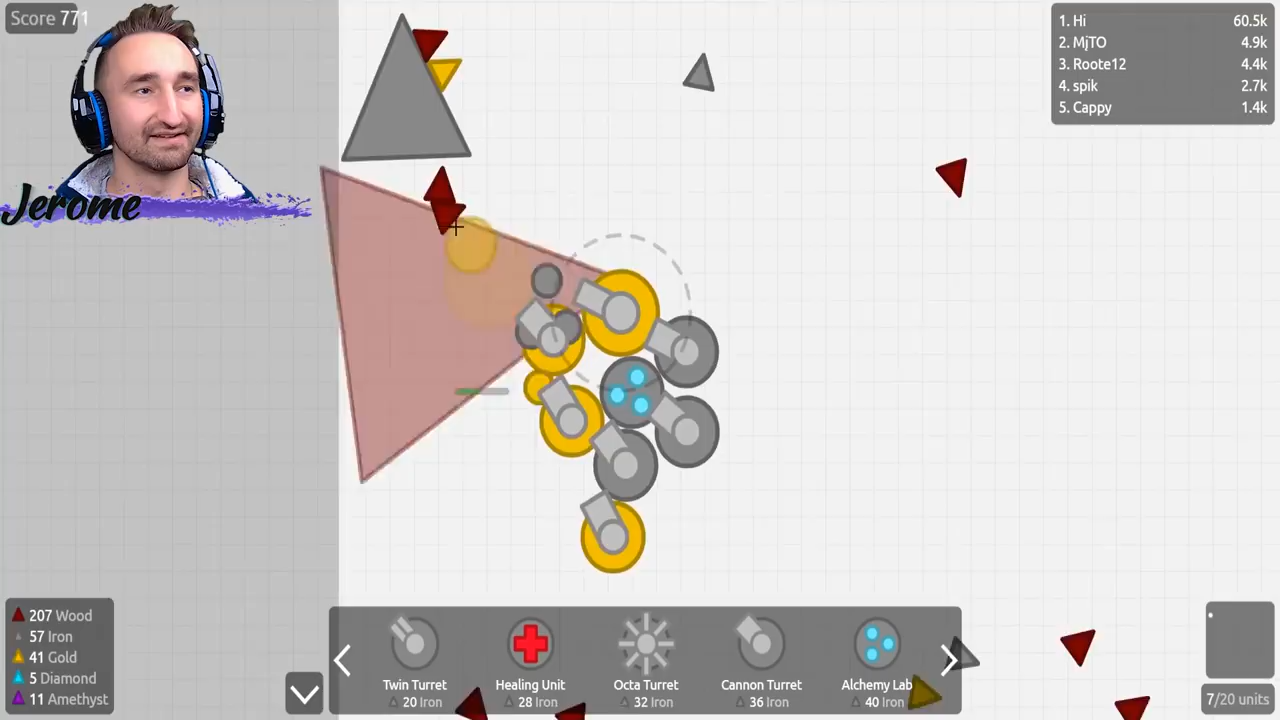 Score 771
Jerome
1. Hi 60.5k
2. MjTO 4.9k
3. Roote12 4.4k
4. spik 2.7k
5. Cappy 1.4k
207 Wood
57 Iron
41 Gold
5 Diamond
11 Amethyst
Twin Turret
20 Iron
Healing Unit
28 Iron
Octa Turret
32 Iron
Cannon Turret
36 Iron
Alchemy Lab
40 Iron
7/20 units